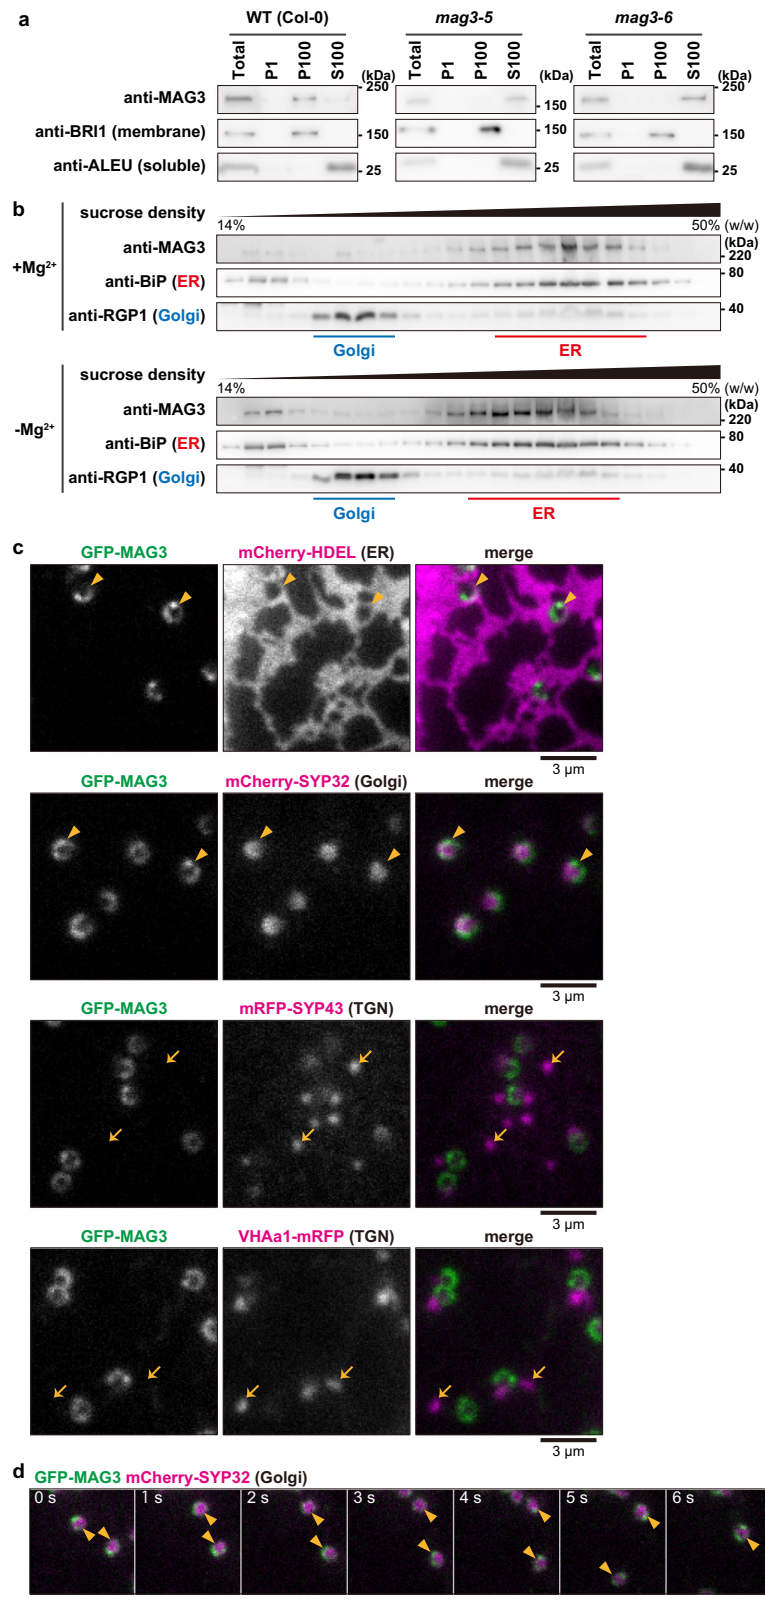 a
WT (Col-0) mag3-5 mag3-6
Total P1 P100 S100 (kDa) Total P1 P100 S100 (kDa) Total P1 P100 S100 (kDa)
anti-MAG3 250 150 250
anti-BRI1 (membrane) 150 150 150
anti-ALEU (soluble) 25 25 25
b
sucrose density
14% 50% (w/w)
+Mg²⁺
anti-MAG3 (kDa) 220
anti-BiP (ER) 80
anti-RGP1 (Golgi) 40
Golgi ER
sucrose density
14% 50% (w/w)
-Mg²⁺
anti-MAG3 (kDa) 220
anti-BiP (ER) 80
anti-RGP1 (Golgi) 40
Golgi ER
c
GFP-MAG3 mCherry-HDEL (ER) merge
3 µm
GFP-MAG3 mCherry-SYP32 (Golgi) merge
3 µm
GFP-MAG3 mRFP-SYP43 (TGN) merge
3 µm
GFP-MAG3 VHAa1-mRFP (TGN) merge
3 µm
d
GFP-MAG3 mCherry-SYP32 (Golgi)
0 s 1 s 2 s 3 s 4 s 5 s 6 s